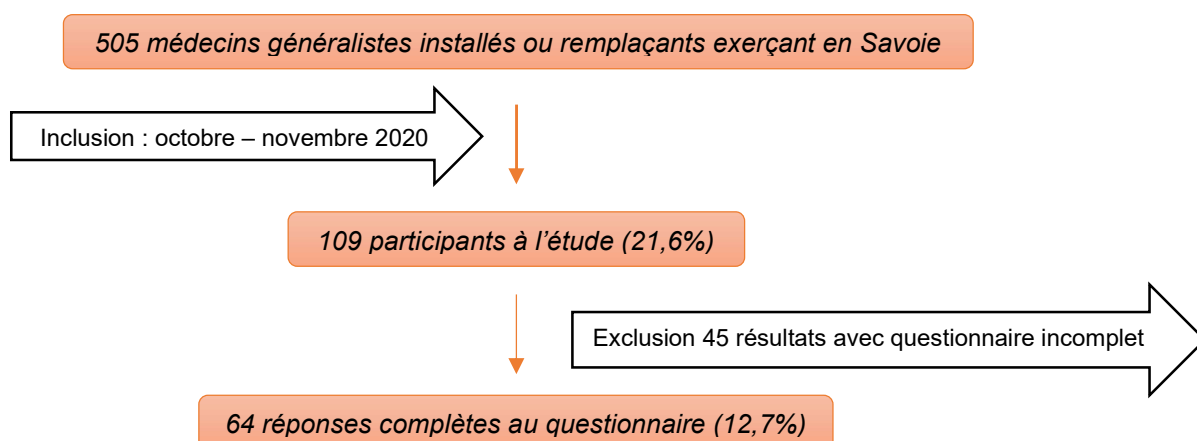 505 médecins généralistes installés ou remplaçants exerçant en Savoie
Inclusion : octobre – novembre 2020
109 participants à l’étude (21,6%)
Exclusion 45 résultats avec questionnaire incomplet
64 réponses complètes au questionnaire (12,7%)